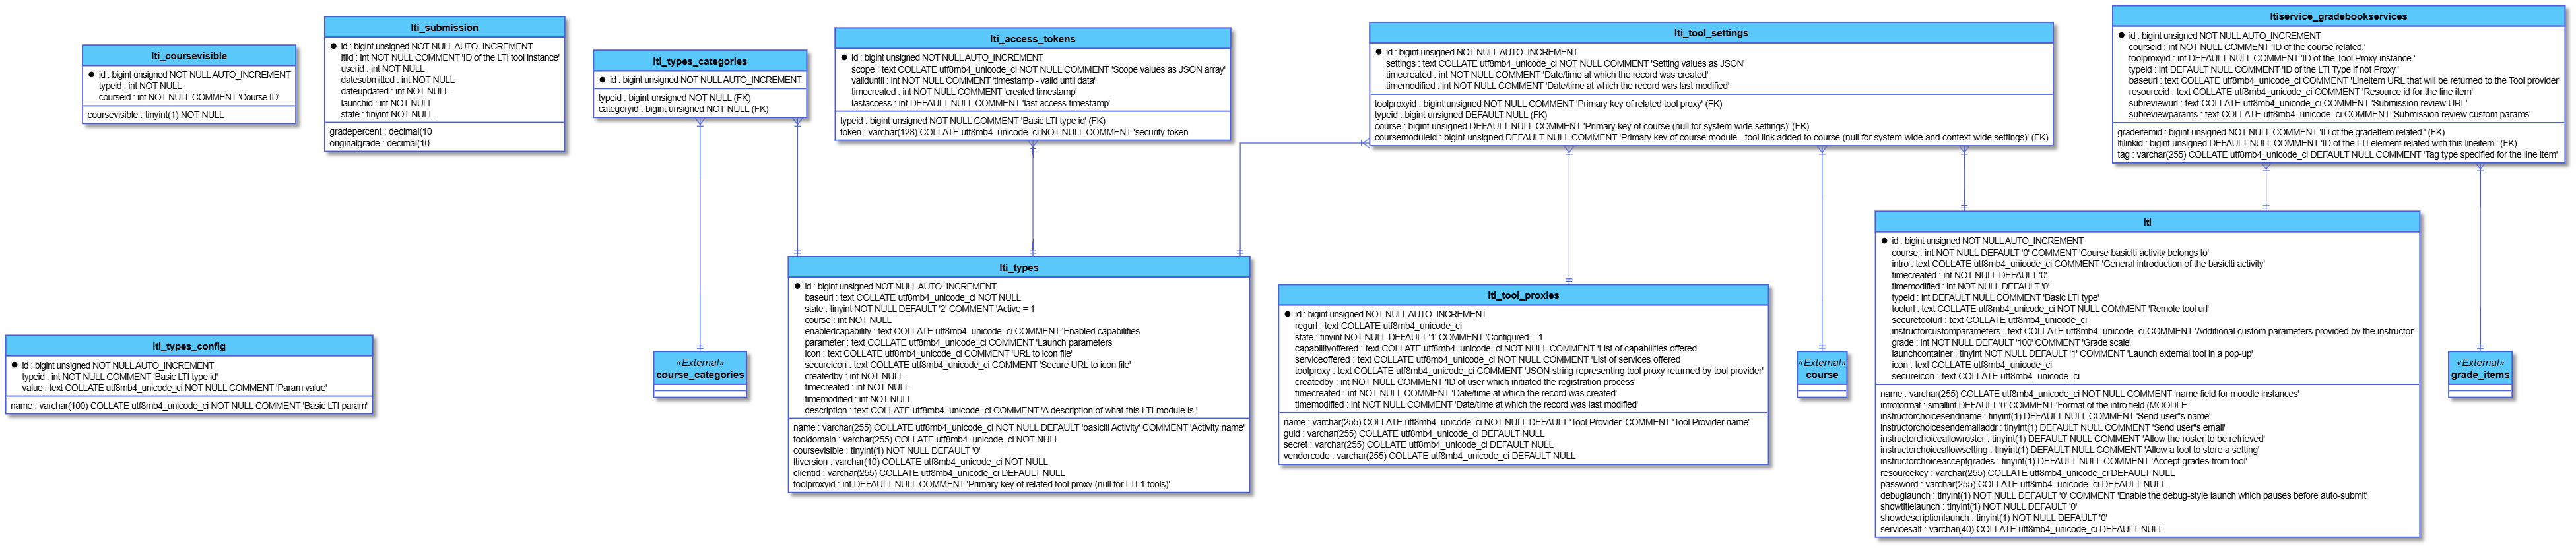 lti_coursevisible
id : bigint unsigned NOT NULL AUTO_INCREMENT
typeid : int NOT NULL
courseid : int NOT NULL COMMENT 'Course ID'
coursevisible : tinyint(1) NOT NULL
lti_submission
id : bigint unsigned NOT NULL AUTO_INCREMENT
ltiid : int NOT NULL COMMENT 'ID of the LTI tool instance'
userid : int NOT NULL
datesubmitted : int NOT NULL
dateupdated : int NOT NULL
launchid : int NOT NULL
state : tinyint NOT NULL
gradepercent : decimal(10
originalgrade : decimal(10
lti_types_categories
id : bigint unsigned NOT NULL AUTO_INCREMENT
typeid : bigint unsigned NOT NULL (FK)
categoryid : bigint unsigned NOT NULL (FK)
lti_access_tokens
id : bigint unsigned NOT NULL AUTO_INCREMENT
scope : text COLLATE utf8mb4_unicode_ci NOT NULL COMMENT 'Scope values as JSON array'
validuntil : int NOT NULL COMMENT 'timestamp - valid until data'
timecreated : int NOT NULL COMMENT 'created timestamp'
lastaccess : int DEFAULT NULL COMMENT 'last access timestamp'
typeid : bigint unsigned NOT NULL COMMENT 'Basic LTI type id' (FK)
token : varchar(128) COLLATE utf8mb4_unicode_ci NOT NULL COMMENT 'security token
lti_tool_settings
id : bigint unsigned NOT NULL AUTO_INCREMENT
settings : text COLLATE utf8mb4_unicode_ci NOT NULL COMMENT 'Setting values as JSON'
timecreated : int NOT NULL COMMENT 'Date/time at which the record was created'
timemodified : int NOT NULL COMMENT 'Date/time at which the record was last modified'
toolproxyid : bigint unsigned NOT NULL COMMENT 'Primary key of related tool proxy' (FK)
typeid : bigint unsigned DEFAULT NULL (FK)
course : bigint unsigned DEFAULT NULL COMMENT 'Primary key of course (null for system-wide settings)' (FK)
coursemoduleid : bigint unsigned DEFAULT NULL COMMENT 'Primary key of course module - tool link added to course (null for system-wide and context-wide settings)' (FK)
ltiservice_gradebookservices
id : bigint unsigned NOT NULL AUTO_INCREMENT
courseid : int NOT NULL COMMENT 'ID of the course related.'
toolproxyid : int DEFAULT NULL COMMENT 'ID of the Tool Proxy instance.'
typeid : int DEFAULT NULL COMMENT 'ID of the LTI Type if not Proxy.'
baseurl : text COLLATE utf8mb4_unicode_ci COMMENT 'Lineitem URL that will be returned to the Tool provider'
resourceid : text COLLATE utf8mb4_unicode_ci COMMENT 'Resource id for the line item'
subreviewurl : text COLLATE utf8mb4_unicode_ci COMMENT 'Submission review URL'
subreviewparams : text COLLATE utf8mb4_unicode_ci COMMENT 'Submission review custom params'
gradeitemid : bigint unsigned NOT NULL COMMENT 'ID of the gradeItem related.' (FK)
ltilinkid : bigint unsigned DEFAULT NULL COMMENT 'ID of the LTI element related with this lineitem.' (FK)
tag : varchar(255) COLLATE utf8mb4_unicode_ci DEFAULT NULL COMMENT 'Tag type specified for the line item'
lti_types_config
id : bigint unsigned NOT NULL AUTO_INCREMENT
typeid : int NOT NULL COMMENT 'Basic LTI type id'
value : text COLLATE utf8mb4_unicode_ci NOT NULL COMMENT 'Param value'
name : varchar(100) COLLATE utf8mb4_unicode_ci NOT NULL COMMENT 'Basic LTI param'
«External»
course_categories
lti_types
id : bigint unsigned NOT NULL AUTO_INCREMENT
baseurl : text COLLATE utf8mb4_unicode_ci NOT NULL
state : tinyint NOT NULL DEFAULT '2' COMMENT 'Active = 1
course : int NOT NULL
enabledcapability : text COLLATE utf8mb4_unicode_ci COMMENT 'Enabled capabilities
parameter : text COLLATE utf8mb4_unicode_ci COMMENT 'Launch parameters
icon : text COLLATE utf8mb4_unicode_ci COMMENT 'URL to icon file'
secureicon : text COLLATE utf8mb4_unicode_ci COMMENT 'Secure URL to icon file'
createdby : int NOT NULL
timecreated : int NOT NULL
timemodified : int NOT NULL
description : text COLLATE utf8mb4_unicode_ci COMMENT 'A description of what this LTI module is.'
name : varchar(255) COLLATE utf8mb4_unicode_ci NOT NULL DEFAULT 'basiclti Activity' COMMENT 'Activity name'
tooldomain : varchar(255) COLLATE utf8mb4_unicode_ci NOT NULL
coursevisible : tinyint(1) NOT NULL DEFAULT '0'
ltiversion : varchar(10) COLLATE utf8mb4_unicode_ci NOT NULL
clientid : varchar(255) COLLATE utf8mb4_unicode_ci DEFAULT NULL
toolproxyid : int DEFAULT NULL COMMENT 'Primary key of related tool proxy (null for LTI 1 tools)'
lti_tool_proxies
id : bigint unsigned NOT NULL AUTO_INCREMENT
regurl : text COLLATE utf8mb4_unicode_ci
state : tinyint NOT NULL DEFAULT '1' COMMENT 'Configured = 1
capabilityoffered : text COLLATE utf8mb4_unicode_ci NOT NULL COMMENT 'List of capabilities offered
serviceoffered : text COLLATE utf8mb4_unicode_ci NOT NULL COMMENT 'List of services offered
toolproxy : text COLLATE utf8mb4_unicode_ci COMMENT 'JSON string representing tool proxy returned by tool provider'
createdby : int NOT NULL COMMENT 'ID of user which initiated the registration process'
timecreated : int NOT NULL COMMENT 'Date/time at which the record was created'
timemodified : int NOT NULL COMMENT 'Date/time at which the record was last modified'
name : varchar(255) COLLATE utf8mb4_unicode_ci NOT NULL DEFAULT 'Tool Provider' COMMENT 'Tool Provider name'
guid : varchar(255) COLLATE utf8mb4_unicode_ci DEFAULT NULL
secret : varchar(255) COLLATE utf8mb4_unicode_ci DEFAULT NULL
vendorcode : varchar(255) COLLATE utf8mb4_unicode_ci DEFAULT NULL
«External»
course
lti
id : bigint unsigned NOT NULL AUTO_INCREMENT
course : int NOT NULL DEFAULT '0' COMMENT 'Course basiclti activity belongs to'
intro : text COLLATE utf8mb4_unicode_ci COMMENT 'General introduction of the basiclti activity'
timecreated : int NOT NULL DEFAULT '0'
timemodified : int NOT NULL DEFAULT '0'
typeid : int DEFAULT NULL COMMENT 'Basic LTI type'
toolurl : text COLLATE utf8mb4_unicode_ci NOT NULL COMMENT 'Remote tool url'
securetoolurl : text COLLATE utf8mb4_unicode_ci
instructorcustomparameters : text COLLATE utf8mb4_unicode_ci COMMENT 'Additional custom parameters provided by the instructor'
grade : int NOT NULL DEFAULT '100' COMMENT 'Grade scale'
launchcontainer : tinyint NOT NULL DEFAULT '1' COMMENT 'Launch external tool in a pop-up'
icon : text COLLATE utf8mb4_unicode_ci
secureicon : text COLLATE utf8mb4_unicode_ci
name : varchar(255) COLLATE utf8mb4_unicode_ci NOT NULL COMMENT 'name field for moodle instances'
introformat : smallint DEFAULT '0' COMMENT 'Format of the intro field (MOODLE
instructorchoicesendname : tinyint(1) DEFAULT NULL COMMENT 'Send user''s name'
instructorchoicesendemailaddr : tinyint(1) DEFAULT NULL COMMENT 'Send user''s email'
instructorchoiceallowroster : tinyint(1) DEFAULT NULL COMMENT 'Allow the roster to be retrieved'
instructorchoiceallowsetting : tinyint(1) DEFAULT NULL COMMENT 'Allow a tool to store a setting'
instructorchoiceacceptgrades : tinyint(1) DEFAULT NULL COMMENT 'Accept grades from tool'
resourcekey : varchar(255) COLLATE utf8mb4_unicode_ci DEFAULT NULL
password : varchar(255) COLLATE utf8mb4_unicode_ci DEFAULT NULL
debuglaunch : tinyint(1) NOT NULL DEFAULT '0' COMMENT 'Enable the debug-style launch which pauses before auto-submit'
showtitlelaunch : tinyint(1) NOT NULL DEFAULT '0'
showdescriptionlaunch : tinyint(1) NOT NULL DEFAULT '0'
servicesalt : varchar(40) COLLATE utf8mb4_unicode_ci DEFAULT NULL
«External»
grade_items